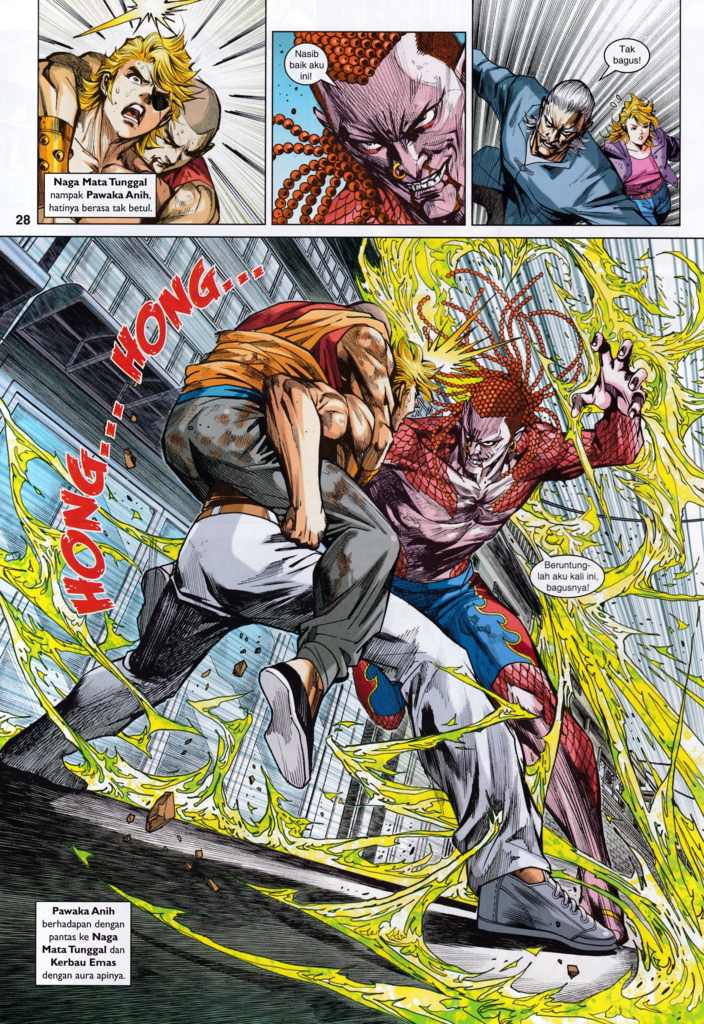 Naga Mata Tunggal
nampak Pawaka Anih,
hatinya berasa tak betul.
Nasib
baik aku
ini!
Tak
bagus!
28
HONG... HONG... HONG...
Beruntung-
lah aku kali ini,
bagusnya!
Pawaka Anih
berhadapan dengan
pantas ke Naga
Mata Tunggal dan
Kerbau Emas
dengan aura apinya.